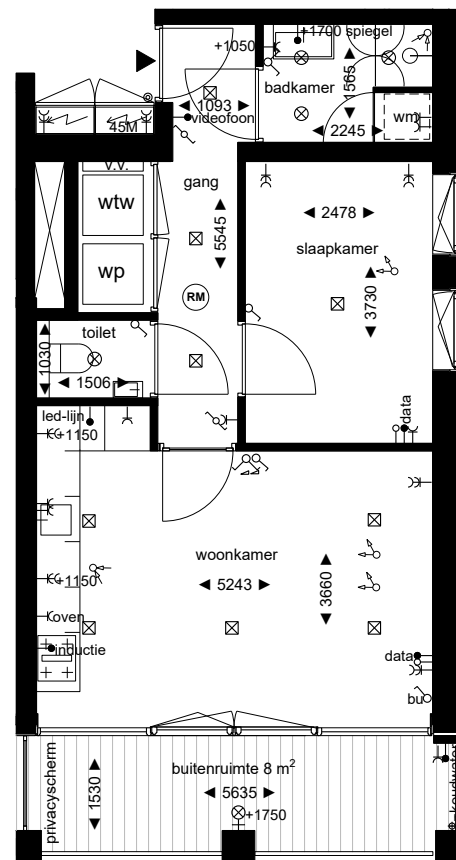 +1700 spiegel
+1050
badkamer
1565
1093
videofoon
2245
wm
45M
v.v.
gang
wtw
5545
2478
slaapkamer
wp
3730
RM
toilet
1030
1506
led-lijn
data
+1150
woonkamer
+1150
5243
3660
oven
inductie
data
bu
privacyscherm
buitenruimte 8 m²
1530
5635
+1750
koudwater